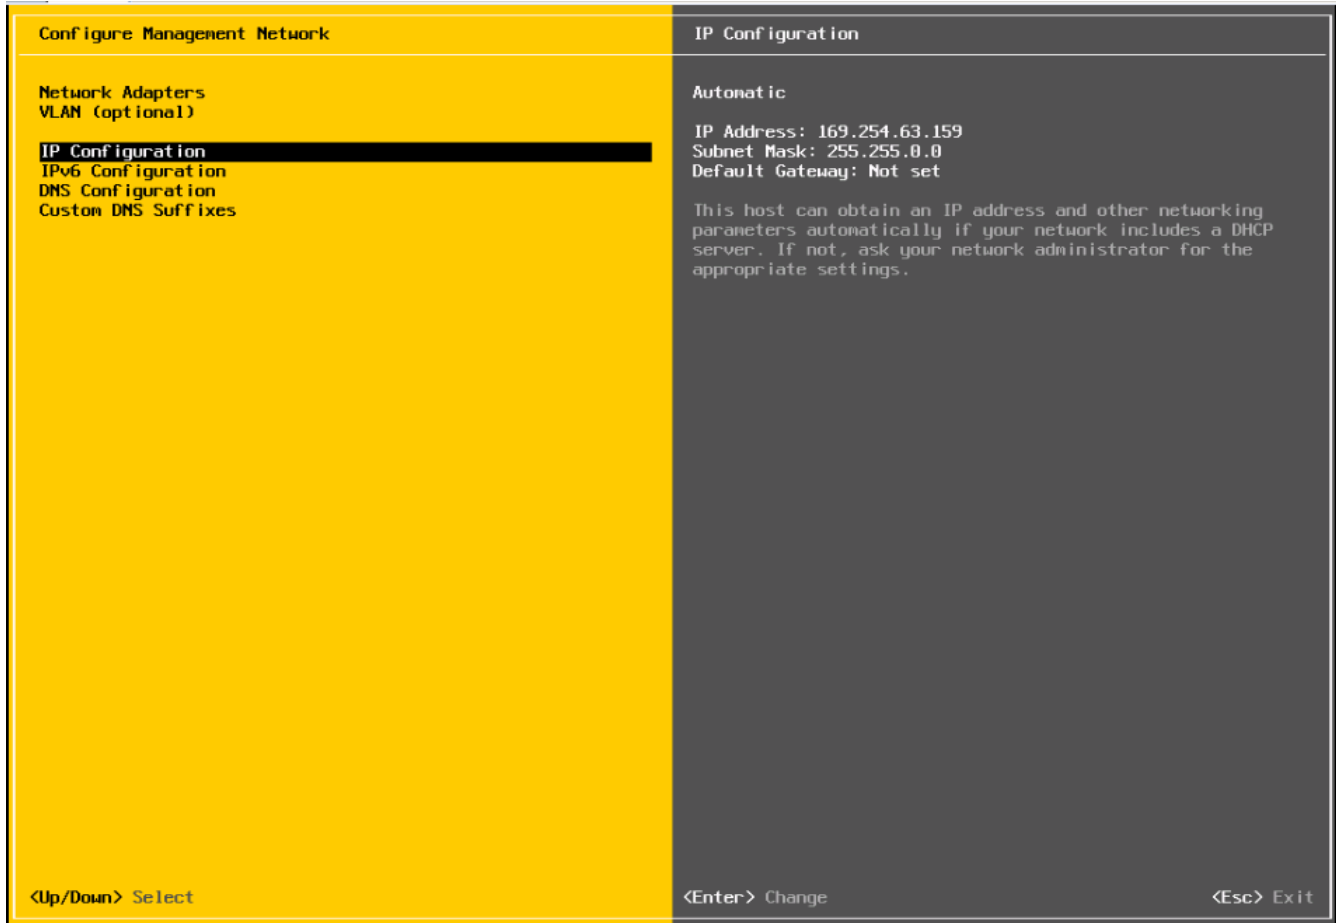 Configure Management Network
Network Adapters
VLAN (optional)
IP Configuration
IPv6 Configuration
DNS Configuration
Custom DNS Suffixes
<Up/Down> Select
IP Configuration
Automatic
IP Address: 169.254.63.159
Subnet Mask: 255.255.0.0
Default Gateway: Not set
This host can obtain an IP address and other networking
parameters automatically if your network includes a DHCP
server. If not, ask your network administrator for the
appropriate settings.
<Enter> Change
<Esc> Exit